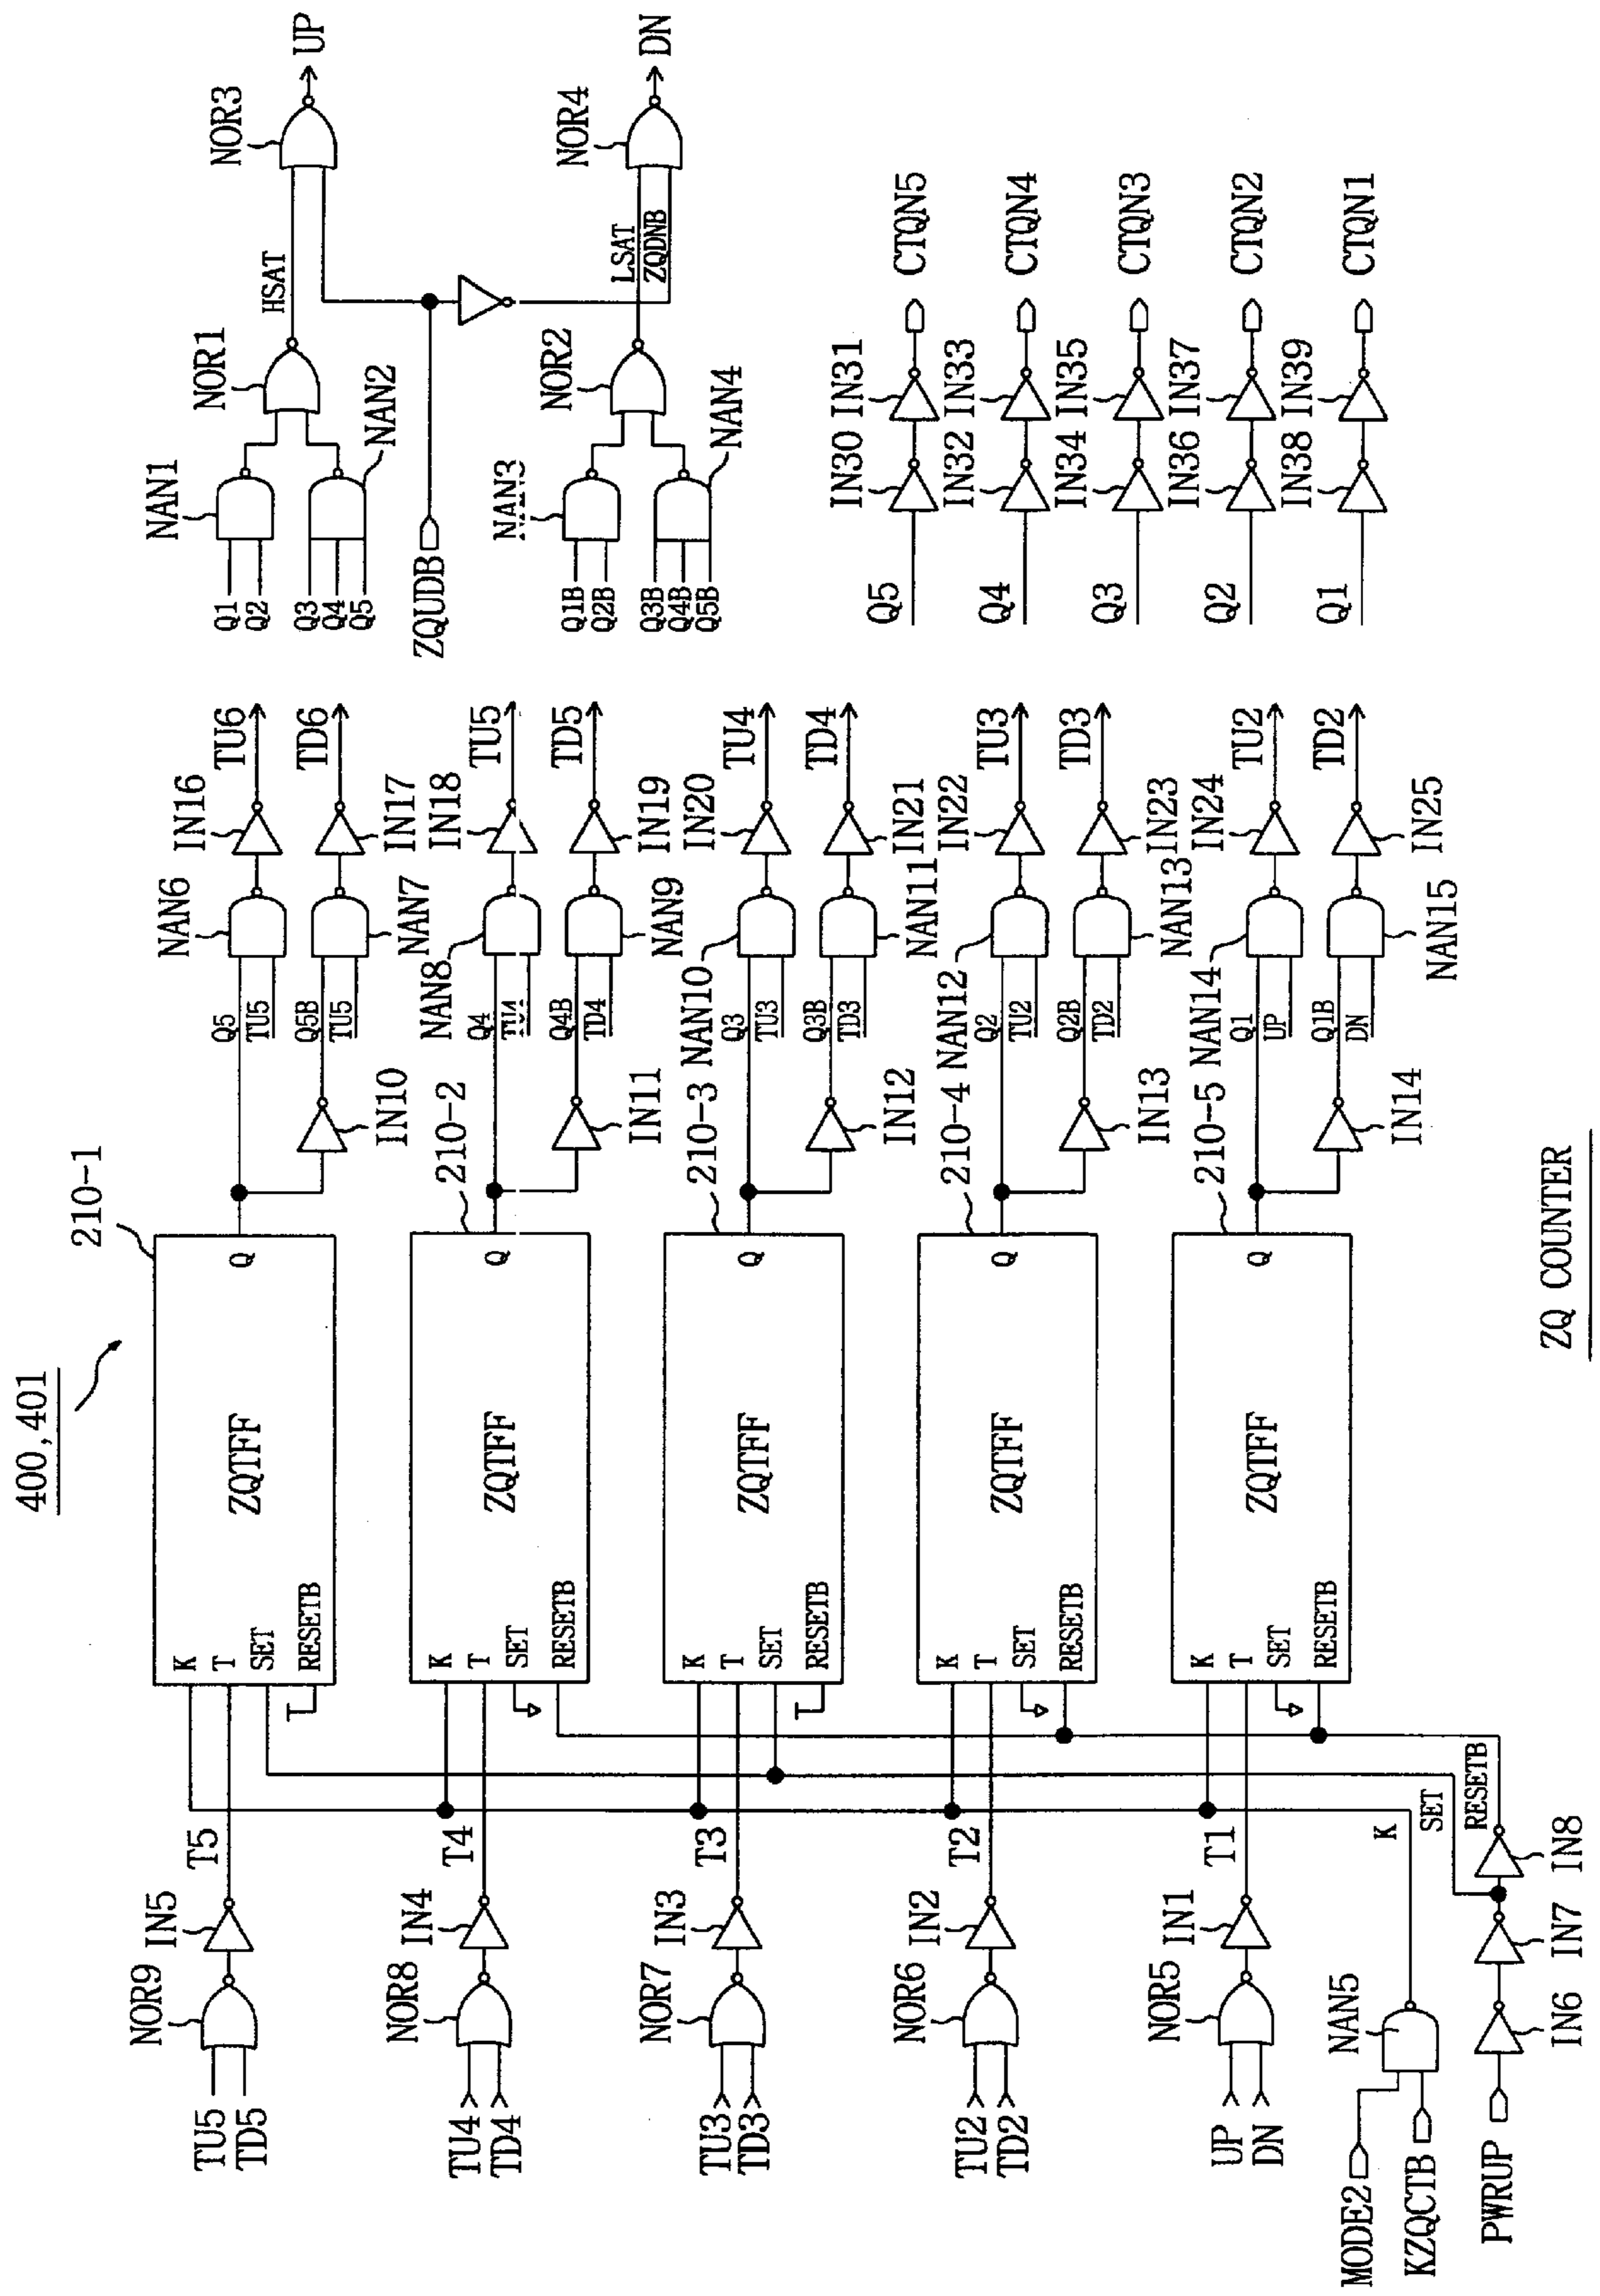 400, 401
210-1
TU5
TD5
NOR9
IN5
T5
K
T
SET
RESETB
ZQTFF
Q
IN10
Q5
TU5
Q5B
TU5
NAN6
NAN7
IN16
IN17
TU6
TD6
210-2
TU4
TD4
NOR8
IN4
T4
K
T
SET
RESETB
ZQTFF
Q
IN11
Q4
TU4
Q4B
TD4
NAN8
NAN9
IN18
IN19
TU5
TD5
210-3
TU3
TD3
NOR7
IN3
T3
K
T
SET
RESETB
ZQTFF
Q
IN12
Q3
TU3
Q3B
TD3
NAN10
NAN11
IN20
IN21
TU4
TD4
210-4
TU2
TD2
NOR6
IN2
T2
K
T
SET
RESETB
ZQTFF
Q
IN13
Q2
TU2
Q2B
TD2
NAN12
NAN13
IN22
IN23
TU3
TD3
210-5
UP
DN
NOR5
IN1
T1
K
T
SET
RESETB
ZQTFF
Q
IN14
Q1
UP
Q1B
DN
NAN14
NAN15
IN24
IN25
TU2
TD2
MODE2
KZQCTB
NAN5
K
SET
RESETB
PWRUP
IN6
IN7
IN8
NAN1
Q1
Q2
Q3
Q4
Q5
NAN2
NOR1
HSAT
NOR3
UP
ZQUDB
NAN3
Q1B
Q2B
Q3B
Q4B
Q5B
NAN4
NOR2
LSAT
ZQDNB
NOR4
DN
Q5
IN30
IN31
CTQN5
Q4
IN32
IN33
CTQN4
Q3
IN34
IN35
CTQN3
Q2
IN36
IN37
CTQN2
Q1
IN38
IN39
CTQN1
ZQ COUNTER